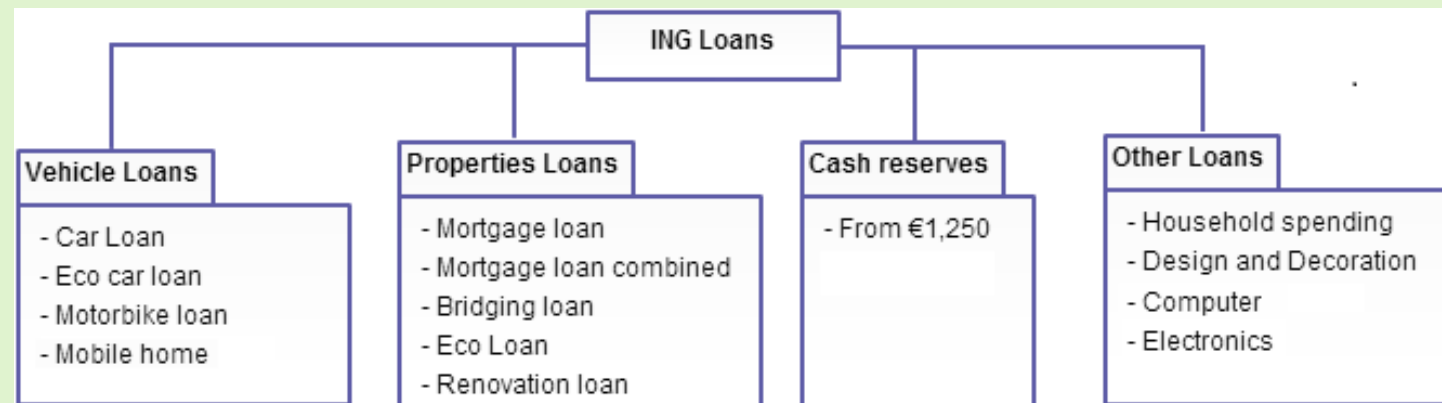 ING Loans
Vehicle Loans
- Car Loan
- Eco car loan
- Motorbike loan
- Mobile home
Properties Loans
- Mortgage loan
- Mortgage loan combined
- Bridging loan
- Eco Loan
- Renovation loan
Cash reserves
- From €1,250
Other Loans
- Household spending
- Design and Decoration
- Computer
- Electronics